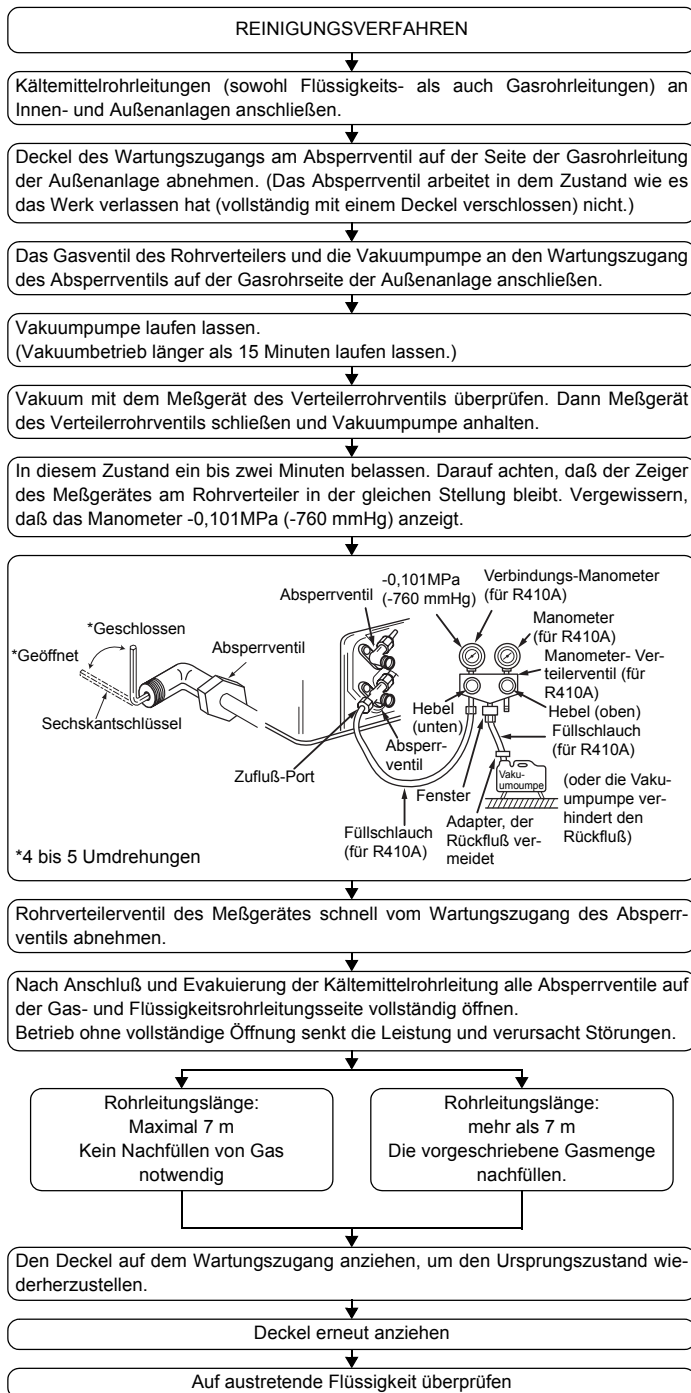 REINIGUNGSVERFAHREN
Kältemittelrohrleitungen (sowohl Flüssigkeits- als auch Gasrohrleitungen) an
Innen- und Außenanlagen anschließen.
Deckel des Wartungszugangs am Absperrventil auf der Seite der Gasrohrleitung
der Außenanlage abnehmen. (Das Absperrventil arbeitet in dem Zustand wie es
das Werk verlassen hat (vollständig mit einem Deckel verschlossen) nicht.)
Das Gasventil des Rohrverteilers und die Vakuumpumpe an den Wartungszugang
des Absperrventils auf der Gasrohrseite der Außenanlage anschließen.
Vakuumpumpe laufen lassen.
(Vakuumbetrieb länger als 15 Minuten laufen lassen.)
Vakuum mit dem Meßgerät des Verteilerrohrventils überprüfen. Dann Meßgerät
des Verteilerrohrventils schließen und Vakuumpumpe anhalten.
In diesem Zustand ein bis zwei Minuten belassen. Darauf achten, daß der Zeiger
des Meßgerätes am Rohrverteiler in der gleichen Stellung bleibt. Vergewissern,
daß das Manometer -0,101MPa (-760 mmHg) anzeigt.
*Geschlossen
*Geöffnet
Sechskantschlüssel
Absperrventil
*4 bis 5 Umdrehungen
Absperrventil
-0,101MPa
(-760 mmHg)
Verbindungs-Manometer
(für R410A)
Manometer
(für R410A)
Manometer- Ver-
teilerventil (für
R410A)
Hebel
(unten)
Hebel (oben)
Füllschlauch
(für R410A)
Absperr-
ventil
Zufluß-Port
Fenster
Vaku-
umoumpe
(oder die Vaku-
umpumpe ver-
hindert den
Rückfluß)
Füllschlauch
(für R410A)
Adapter, der
Rückfluß ver-
meidet
Rohrverteilerventil des Meßgerätes schnell vom Wartungszugang des Absperr-
ventils abnehmen.
Nach Anschluß und Evakuierung der Kältemittelrohrleitung alle Absperrventile auf
der Gas- und Flüssigkeitsrohrleitungsseite vollständig öffnen.
Betrieb ohne vollständige Öffnung senkt die Leistung und verursacht Störungen.
Rohrleitungslänge:
Maximal 7 m
Kein Nachfüllen von Gas
notwendig
Rohrleitungslänge:
mehr als 7 m
Die vorgeschriebene Gasmenge
nachfüllen.
Den Deckel auf dem Wartungszugang anziehen, um den Ursprungszustand wie-
derherzustellen.
Deckel erneut anziehen
Auf austretende Flüssigkeit überprüfen